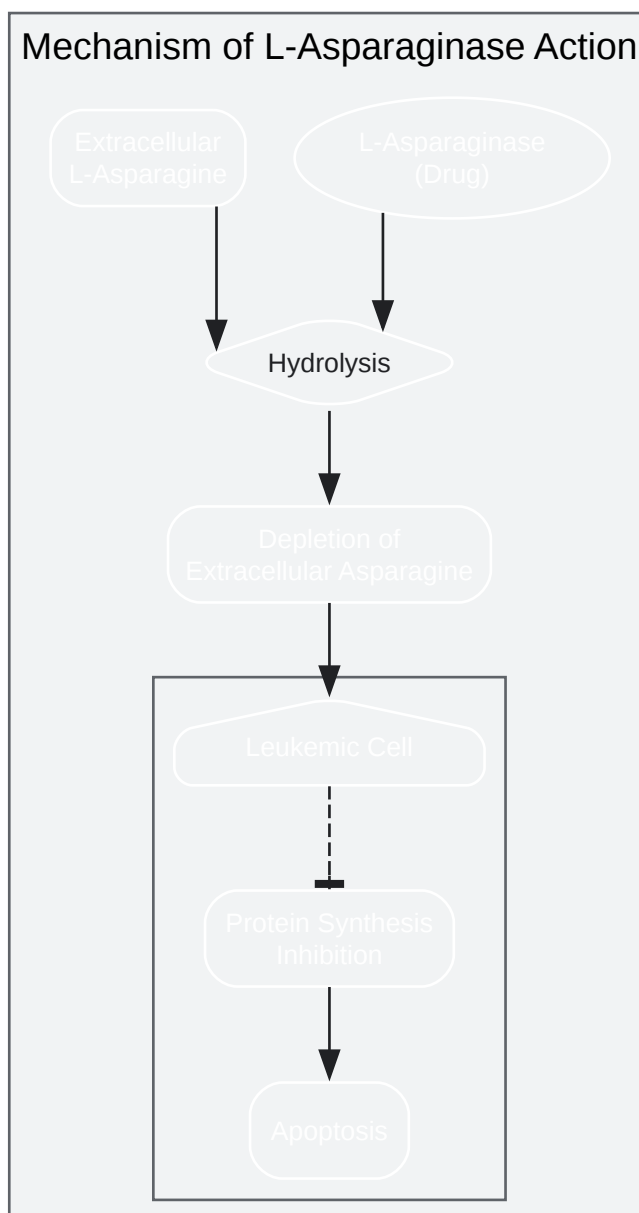 Mechanism of L-Asparaginase Action
Extracellular
L-Asparagine
L-Asparaginase
(Drug)
Hydrolysis
Depletion of
Extracellular Asparagine
Leukemic Cell
Protein Synthesis
Inhibition
Apoptosis